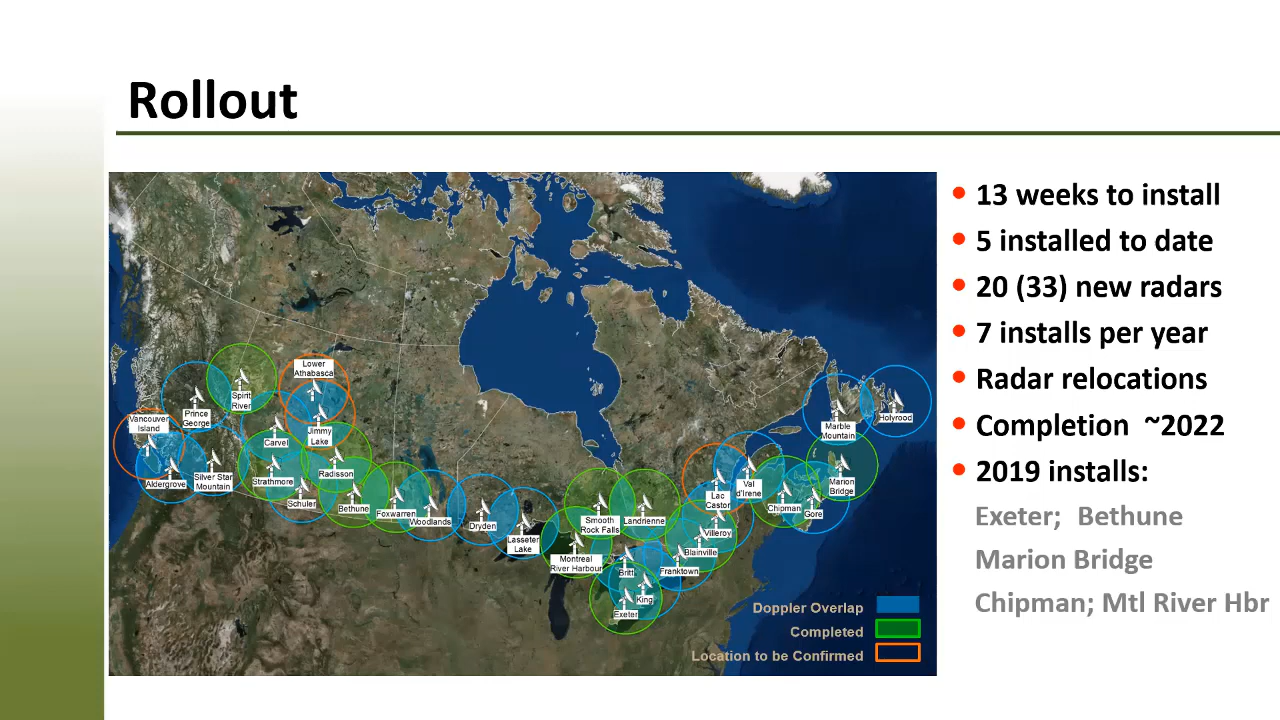 Rollout
• 13 weeks to install
• 5 installed to date
• 20 (33) new radars
• 7 installs per year
• Radar relocations
• Completion ~2022
• 2019 installs:
Exeter; Bethune
Marion Bridge
Chipman; Mtl River Hbr
Lower
Athabasca
Spirit
River
Prince
George
Vancouver
Island
Carvel
Jimmy
Lake
Aldergrove
Silver Star
Mountain
Strathmore
Radisson
Schuler
Bethune
Foxwarren
Woodlands
Dryden
Lasseter
Lake
Smooth
Rock Falls
Landrienne
Montreal
River Harbour
Britt
King
Exeter
Franktown
Blainville
Villeroy
Lac
Castor
Val
d'Irene
Chipman
Gore
Marion
Bridge
Marble
Mountain
Holyrood
Doppler Overlap
Completed
Location to be Confirmed